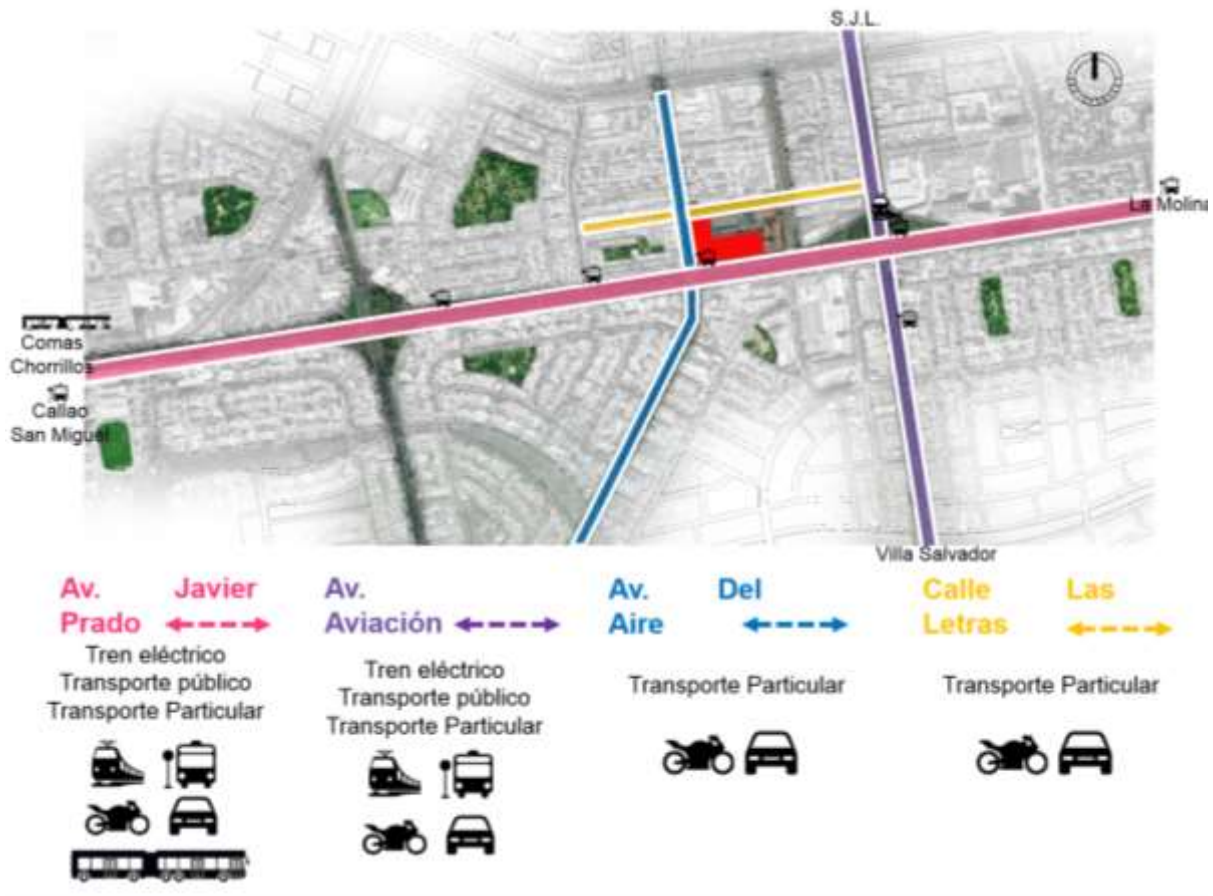 S.J.L.
La Molina
Comas
Chorrillos
Callao
San Miguel
Villa Salvador
Av. Javier
Prado
Tren eléctrico
Transporte público
Transporte Particular
Av.
Aviación
Tren eléctrico
Transporte público
Transporte Particular
Av. Del
Aire
Transporte Particular
Calle Las
Letras
Transporte Particular